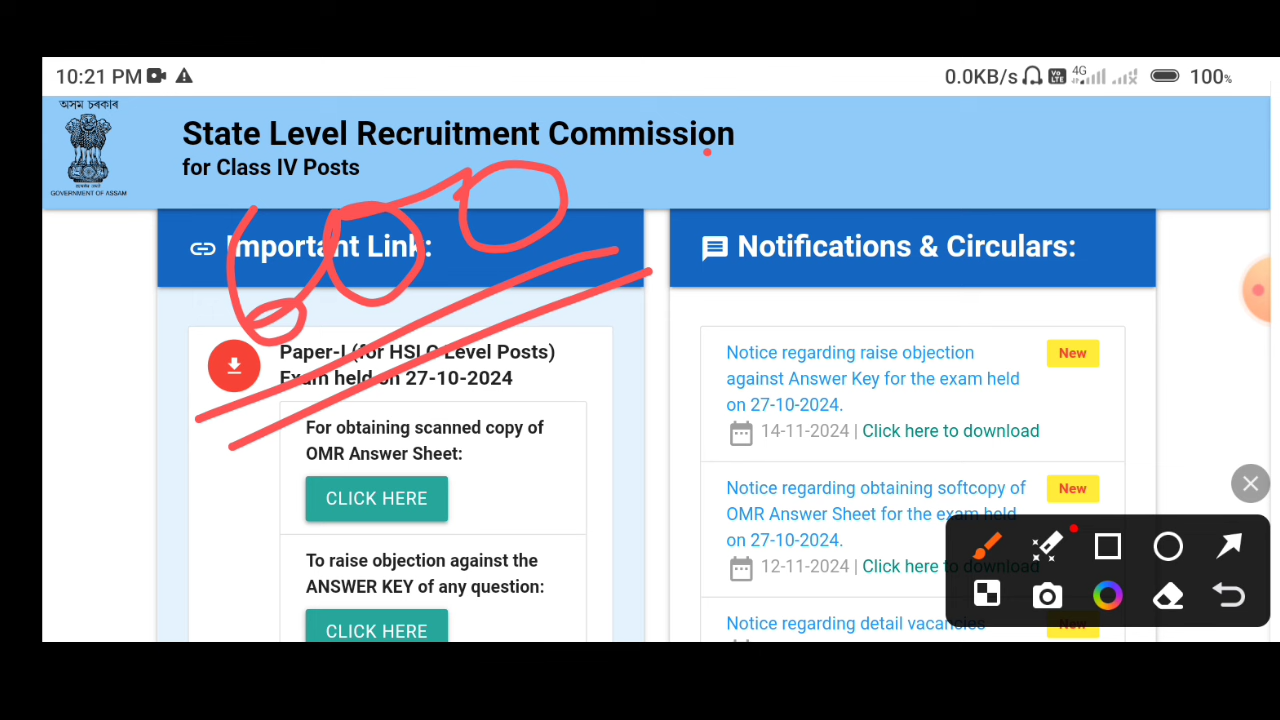 10:21 PM
0.0KB/s Vo LTE 4G 100%
অসম চৰকাৰ
GOVERNMENT OF ASSAM
State Level Recruitment Commission
for Class IV Posts
Important Link:
Paper-I (for HSLC Level Posts)
Exam held on 27-10-2024
For obtaining scanned copy of
OMR Answer Sheet:
CLICK HERE
To raise objection against the
ANSWER KEY of any question:
CLICK HERE
600
Notifications & Circulars:
Notice regarding raise objection New
against Answer Key for the exam held
on 27-10-2024.
14-11-2024 | Click here to download
Notice regarding obtaining softcopy of New
OMR Answer Sheet for the exam held
on 27-10-2024.
12-11-2024 | Click here to download
Notice regarding detail vacancies New